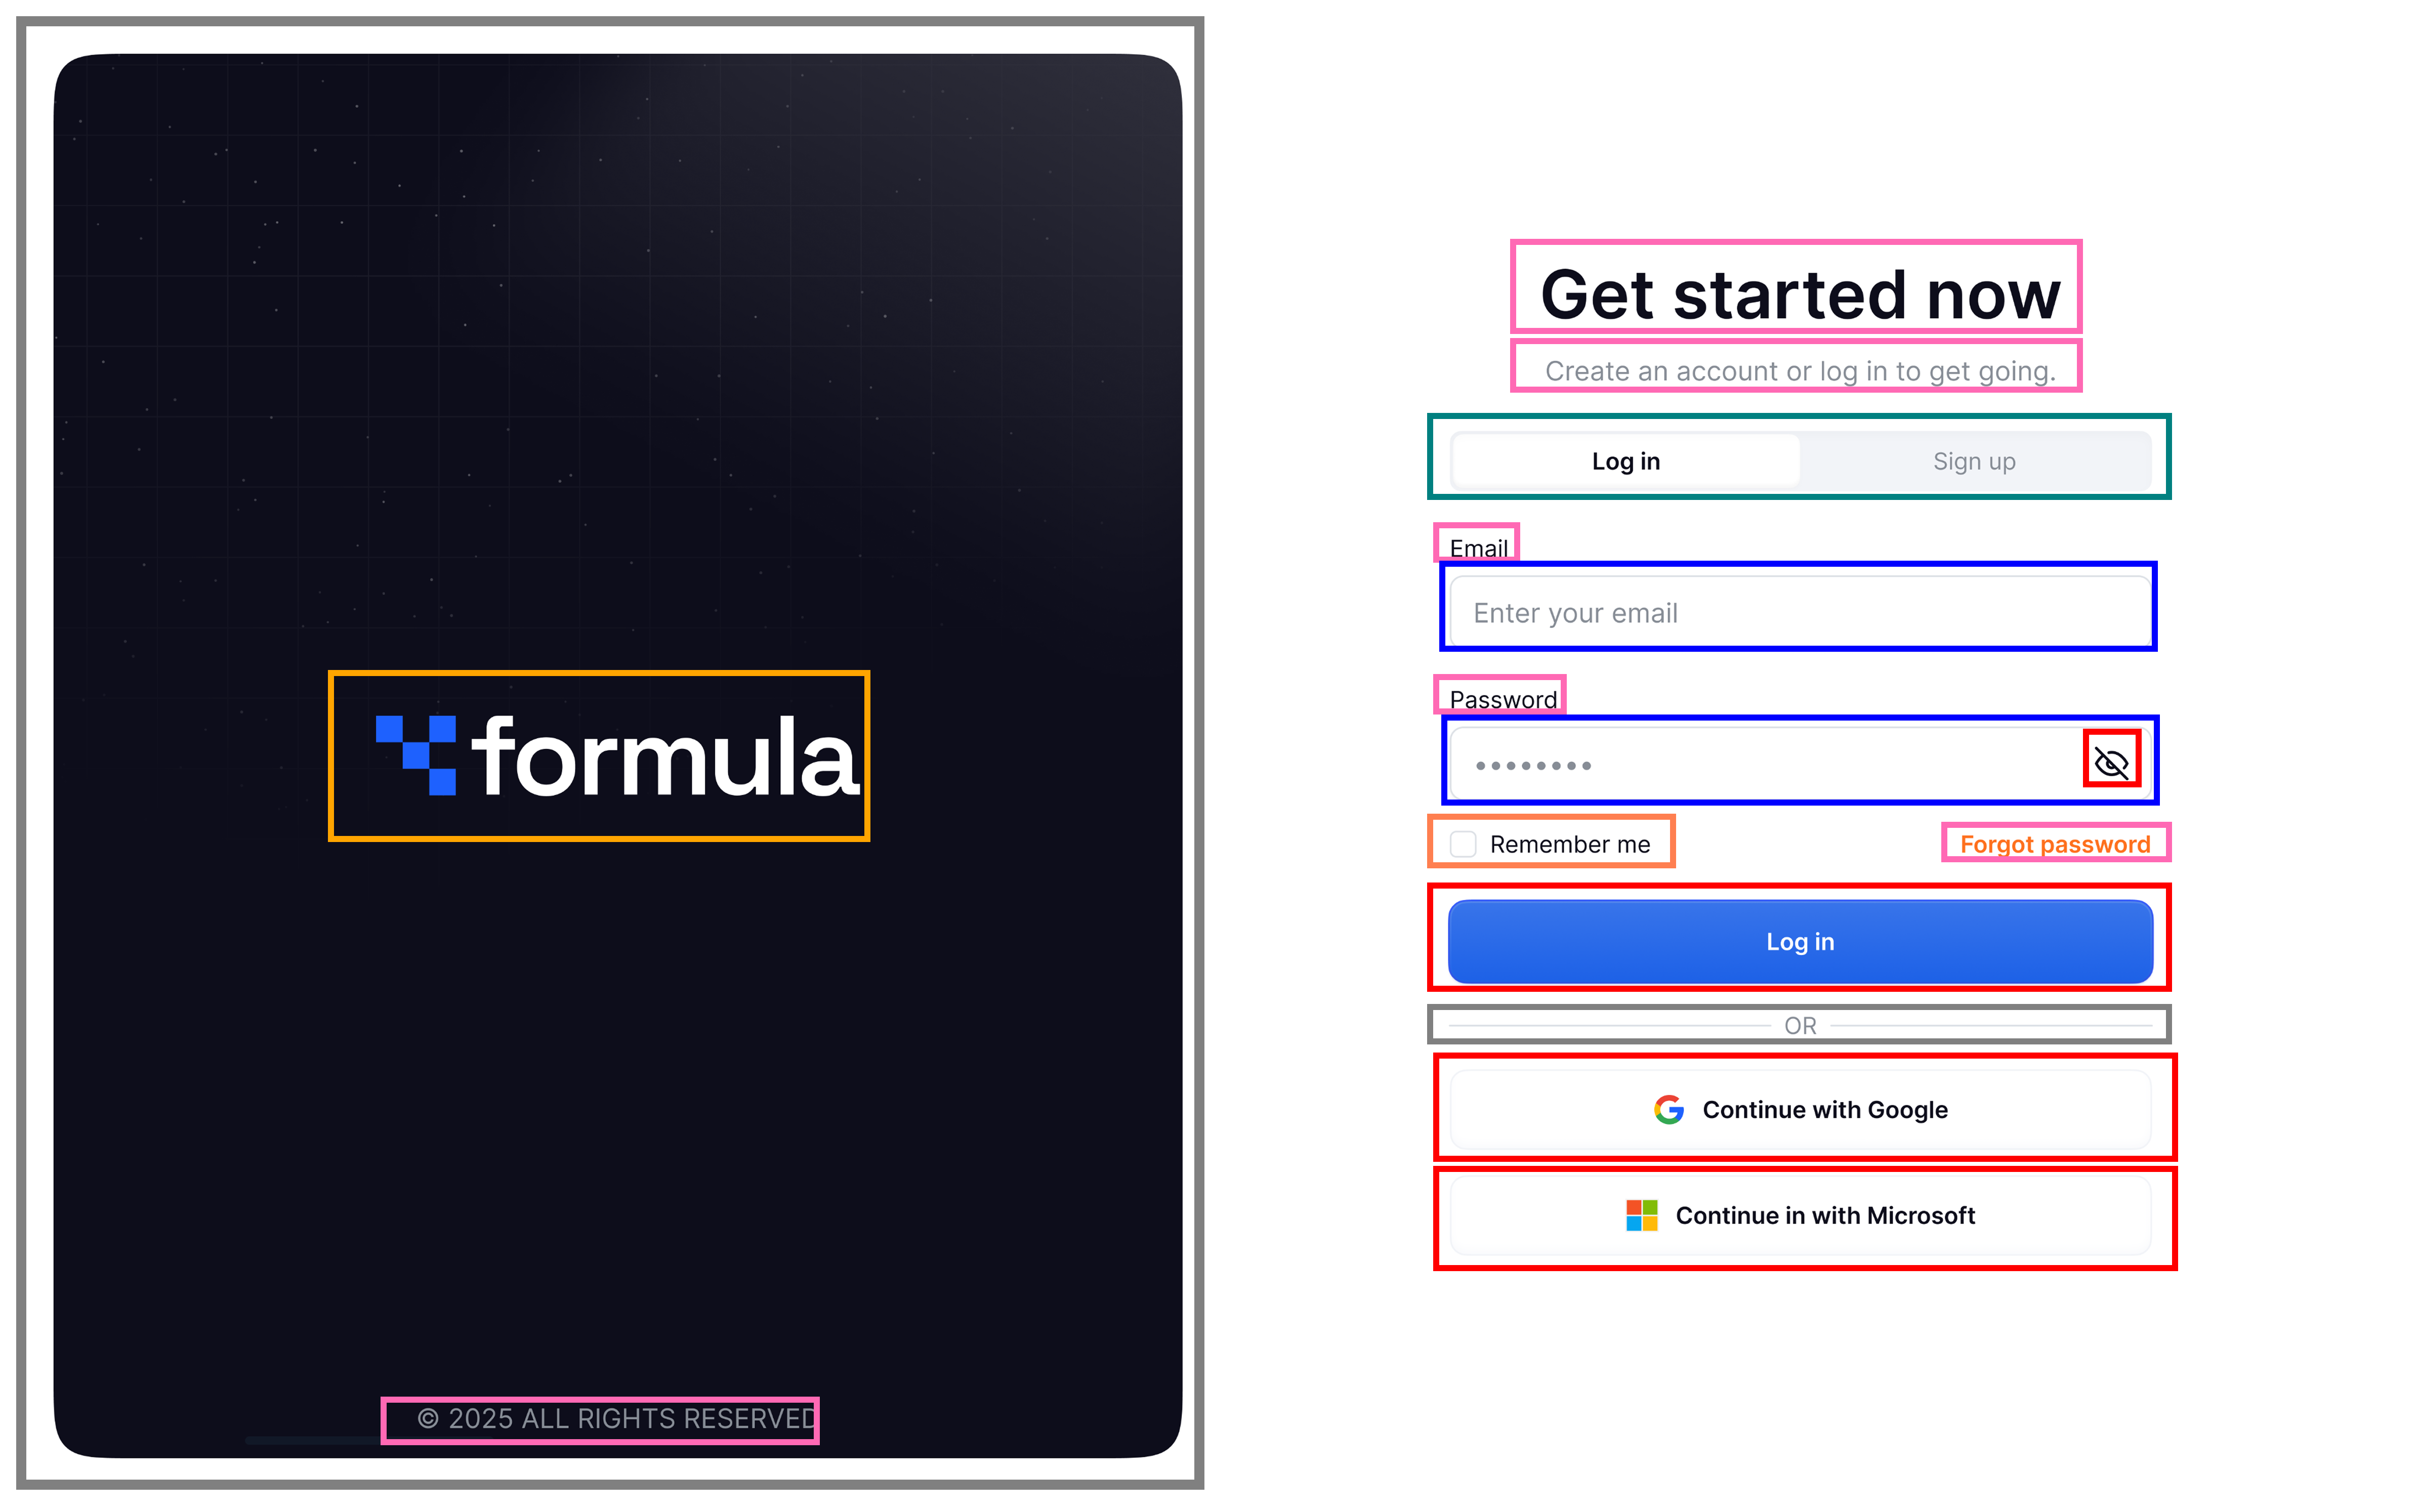 formula
© 2025 ALL RIGHTS RESERVED
Get started now
Create an account or log in to get going.
Log in
Sign up
Email
Enter your email
Password
Remember me
Forgot password
Log in
OR
Continue with Google
Continue in with Microsoft